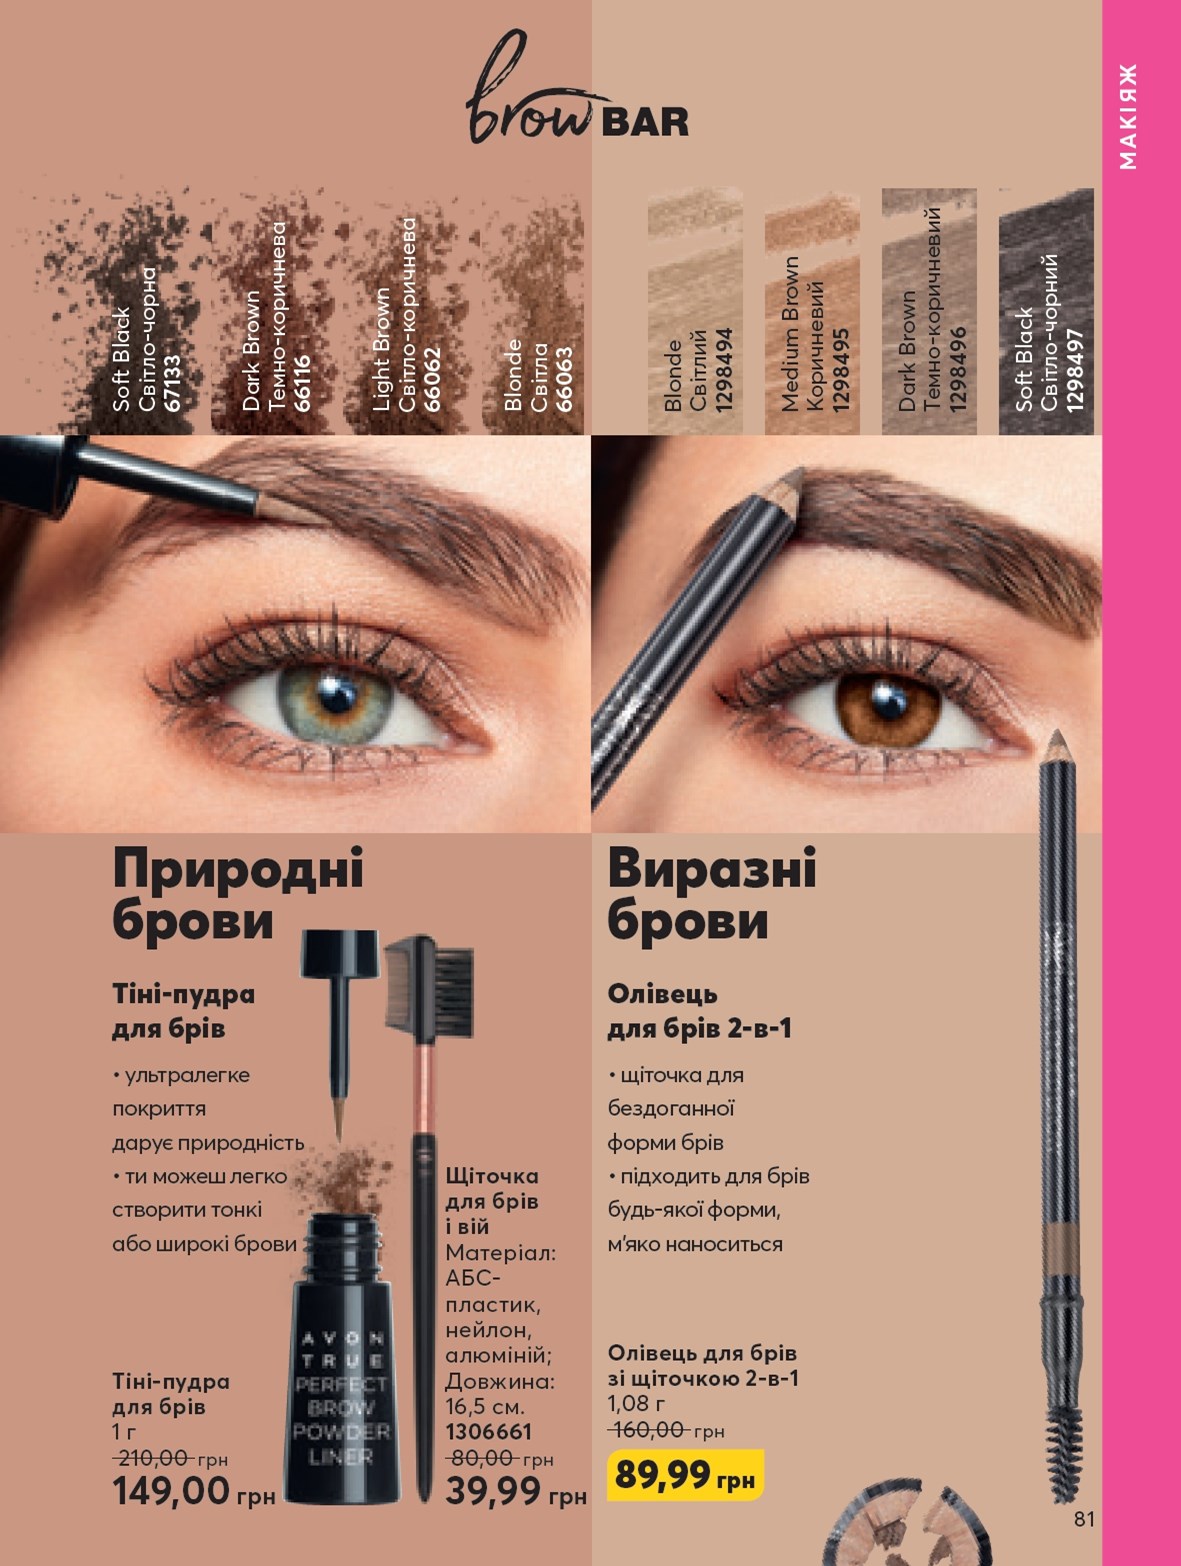 brow BAR
МАКІЯЖ
Soft Black
Світло-чорна
67133
Dark Brown
Темно-коричнева
66116
Light Brown
Світло-коричнева
66062
Blonde
Світла
66063
Blonde
Світлий
1298494
Medium Brown
Коричневий
1298495
Dark Brown
Темно-коричневий
1298496
Soft Black
Світло-чорний
1298497
Природні
брови
Тіні-пудра
для брів
• ультралегке
покриття
дарує природність
• ти можеш легко
створити тонкі
або широкі брови
Тіні-пудра
для брів
1 г
210,00 грн
149,00 грн
AVON
TRUE
PERFECT
BROW
POWDER
LINER
Щіточка
для брів
і вій
Матеріал:
АБС-
пластик,
нейлон,
алюміній;
Довжина:
16,5 см.
1306661
80,00 грн
39,99 грн
Виразні
брови
Олівець
для брів 2-в-1
• щіточка для
бездоганної
форми брів
• підходить для брів
будь-якої форми,
м'яко наноситься
Олівець для брів
зі щіточкою 2-в-1
1,08 г
160,00 грн
89,99 грн
81